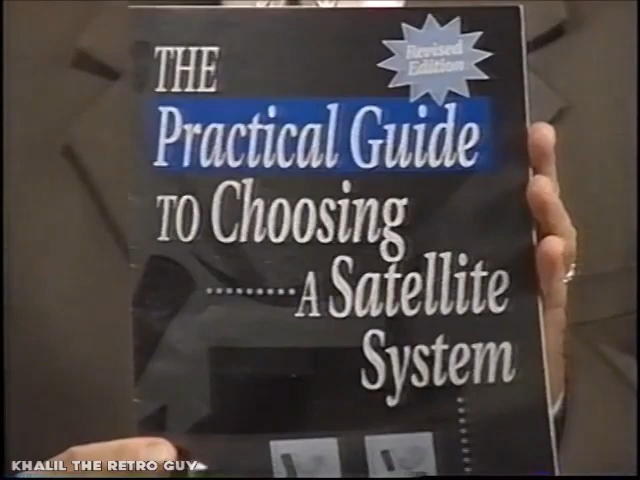 Revised
Edition
THE
Practical Guide
TO Choosing
A Satellite
System
KHALIL THE RETRO GUY